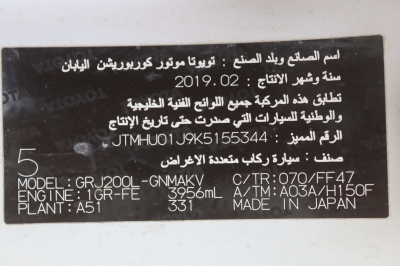 اسم الصانع وبلد الصنع : تويوتا موتور كوربوريشن اليابان
سنة وشهر الانتاج : 2019.02
تطابق هذه المركبة جميع اللوائح الفنية الخليجية
والوطنية للسيارات التي صدرت حتى تاريخ الإنتاج
الرقم المميز : JTMHU01J9K5155344
صنف : سيارة ركاب متعددة الاغراض
5
MODEL: GRJ200L-GNMAKV C/TR: 070/FF47
ENGINE: 1GR-FE 3956mL A/TM: A03A/H150F
PLANT: A51 331 MADE IN JAPAN